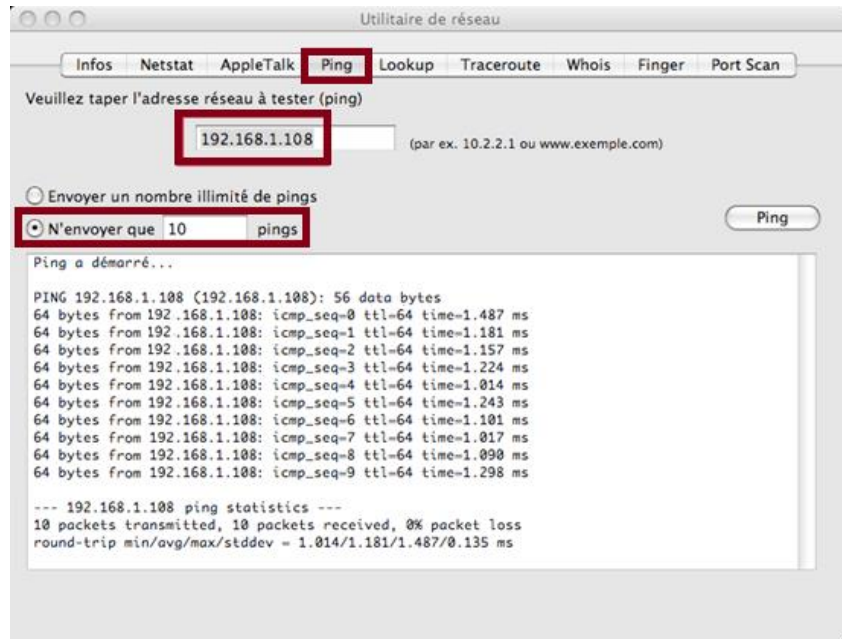 Utilitaire de réseau
Infos Netstat AppleTalk Ping Lookup Traceroute Whois Finger Port Scan
Veuillez taper l'adresse réseau à tester (ping)
192.168.1.108 (par ex. 10.2.2.1 ou www.exemple.com)
Envoyer un nombre illimité de pings
N'envoyer que 10 pings
Ping
Ping a démarré...
PING 192.168.1.108 (192.168.1.108): 56 data bytes
64 bytes from 192.168.1.108: icmp_seq=0 ttl=64 time=1.487 ms
64 bytes from 192.168.1.108: icmp_seq=1 ttl=64 time=1.181 ms
64 bytes from 192.168.1.108: icmp_seq=2 ttl=64 time=1.157 ms
64 bytes from 192.168.1.108: icmp_seq=3 ttl=64 time=1.224 ms
64 bytes from 192.168.1.108: icmp_seq=4 ttl=64 time=1.014 ms
64 bytes from 192.168.1.108: icmp_seq=5 ttl=64 time=1.243 ms
64 bytes from 192.168.1.108: icmp_seq=6 ttl=64 time=1.101 ms
64 bytes from 192.168.1.108: icmp_seq=7 ttl=64 time=1.017 ms
64 bytes from 192.168.1.108: icmp_seq=8 ttl=64 time=1.090 ms
64 bytes from 192.168.1.108: icmp_seq=9 ttl=64 time=1.298 ms
--- 192.168.1.108 ping statistics ---
10 packets transmitted, 10 packets received, 0% packet loss
round-trip min/avg/max/stddev = 1.014/1.181/1.487/0.135 ms